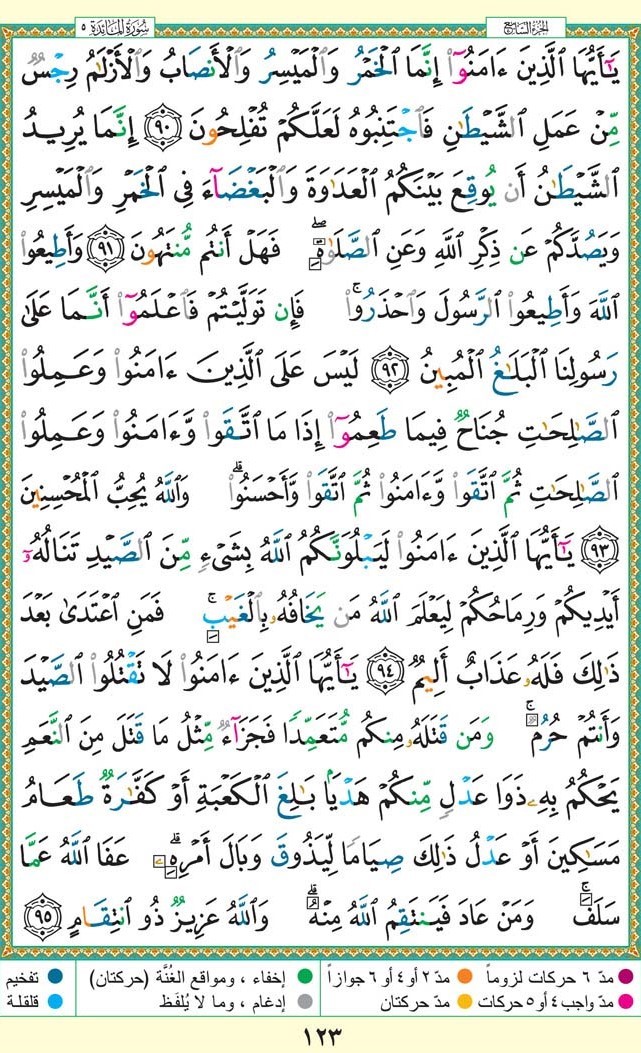 سُورَةُ المَائدَة ٥ الجزء السَّابع
يَٰٓأَيُّهَا ٱلَّذِينَ ءَامَنُوٓا۟ إِنَّمَا ٱلْخَمْرُ وَٱلْمَيْسِرُ وَٱلْأَنصَابُ وَٱلْأَزْلَٰمُ رِجْسٌ
مِّنْ عَمَلِ ٱلشَّيْطَٰنِ فَٱجْتَنِبُوهُ لَعَلَّكُمْ تُفْلِحُونَ ٩٠ إِنَّمَا يُرِيدُ
ٱلشَّيْطَٰنُ أَن يُوقِعَ بَيْنَكُمُ ٱلْعَدَٰوَةَ وَٱلْبَغْضَآءَ فِى ٱلْخَمْرِ وَٱلْمَيْسِرِ
وَيَصُدَّكُمْ عَن ذِكْرِ ٱللَّهِ وَعَنِ ٱلصَّلَوٰةِ ۖ فَهَلْ أَنتُم مُّنتَهُونَ ٩١ وَأَطِيعُوا۟
ٱللَّهَ وَأَطِيعُوا۟ ٱلرَّسُولَ وَٱحْذَرُوا۟ ۚ فَإِن تَوَلَّيْتُمْ فَٱعْلَمُوٓا۟ أَنَّمَا عَلَىٰ
رَسُولِنَا ٱلْبَلَٰغُ ٱلْمُبِينُ ٩٢ لَيْسَ عَلَى ٱلَّذِينَ ءَامَنُوا۟ وَعَمِلُوا۟
ٱلصَّٰلِحَٰتِ جُنَاحٌ فِيمَا طَعِمُوٓا۟ إِذَا مَا ٱتَّقَوا۟ وَّءَامَنُوا۟ وَعَمِلُوا۟
ٱلصَّٰلِحَٰتِ ثُمَّ ٱتَّقَوا۟ وَّءَامَنُوا۟ ثُمَّ ٱتَّقَوا۟ وَّأَحْسَنُوا۟ ۗ وَٱللَّهُ يُحِبُّ ٱلْمُحْسِنِينَ
٩٣ يَٰٓأَيُّهَا ٱلَّذِينَ ءَامَنُوا۟ لَيَبْلُوَنَّكُمُ ٱللَّهُ بِشَىْءٍ مِّنَ ٱلصَّيْدِ تَنَالُهُۥٓ
أَيْدِيكُمْ وَرِمَاحُكُمْ لِيَعْلَمَ ٱللَّهُ مَن يَخَافُهُۥ بِٱلْغَيْبِ ۚ فَمَنِ ٱعْتَدَىٰ بَعْدَ
ذَٰلِكَ فَلَهُۥ عَذَابٌ أَلِيمٌ ٩٤ يَٰٓأَيُّهَا ٱلَّذِينَ ءَامَنُوا۟ لَا تَقْتُلُوا۟ ٱلصَّيْدَ
وَأَنتُمْ حُرُمٌ ۚ وَمَن قَتَلَهُۥ مِنكُم مُّتَعَمِّدًا فَجَزَآءٌ مِّثْلُ مَا قَتَلَ مِنَ ٱلنَّعَمِ
يَحْكُمُ بِهِۦ ذَوَا عَدْلٍ مِّنكُمْ هَدْيًۢا بَٰلِغَ ٱلْكَعْبَةِ أَوْ كَفَّٰرَةٌ طَعَامُ
مَسَٰكِينَ أَوْ عَدْلُ ذَٰلِكَ صِيَامًا لِّيَذُوقَ وَبَالَ أَمْرِهِۦ ۗ عَفَا ٱللَّهُ عَمَّا
سَلَفَ ۚ وَمَنْ عَادَ فَيَنتَقِمُ ٱللَّهُ مِنْهُ ۗ وَٱللَّهُ عَزِيزٌ ذُو ٱنتِقَامٍ ٩٥
مدّ ٦ حركات لزوماً مدّ ٢ أو ٤ أو ٦ جوازاً إخفاء ، ومواقع الغُنَّة (حركتان) تفخيم
مدّ واجب ٤ أو ٥ حركات مدّ حركتان إدغام ، وما لا يُلفَظ قلقلة
١٢٣